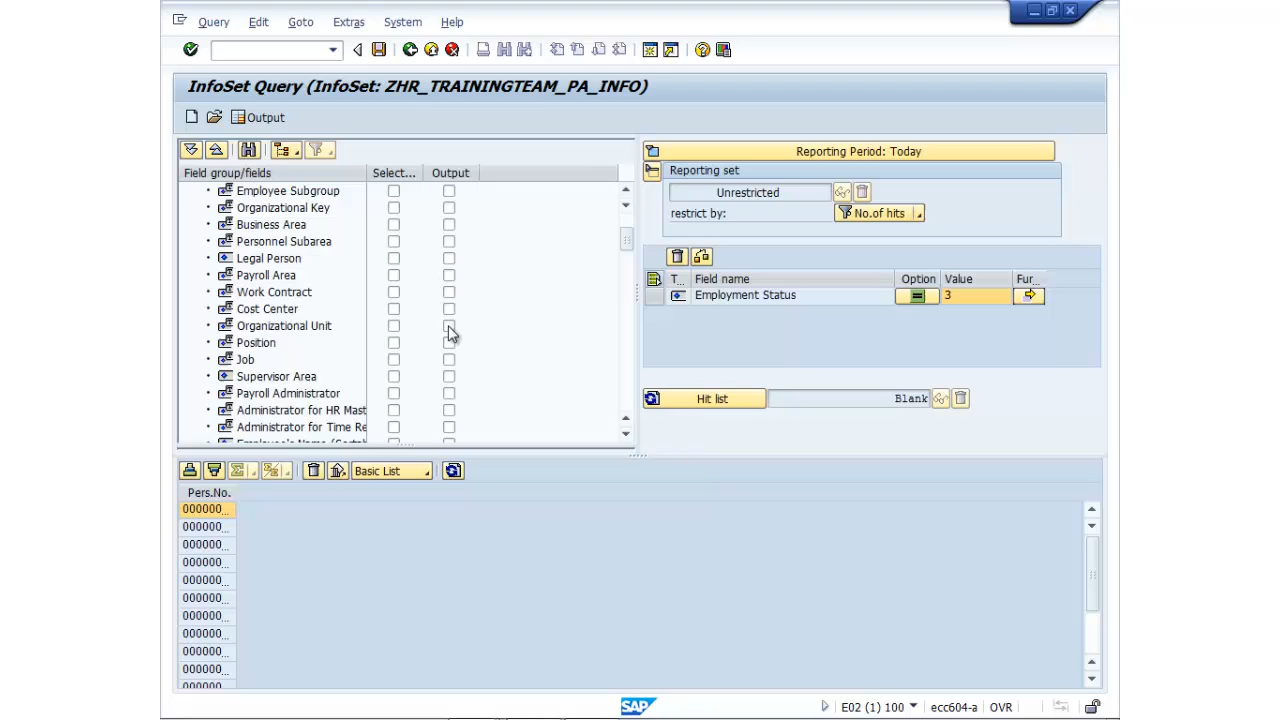 Query Edit Goto Extras System Help
InfoSet Query (InfoSet: ZHR_TRAININGTEAM_PA_INFO)
Output
Field group/fields Select... Output
Employee Subgroup
Organizational Key
Business Area
Personnel Subarea
Legal Person
Payroll Area
Work Contract
Cost Center
Organizational Unit
Position
Job
Supervisor Area
Payroll Administrator
Administrator for HR Mast
Administrator for Time Re
Reporting Period: Today
Reporting set
Unrestricted
restrict by: No.of hits
T... Field name Option Value Fur...
Employment Status = 3
Hit list Blank
Basic List
Pers.No.
000000...
000000...
000000...
000000...
000000...
000000...
000000...
000000...
000000...
000000...
000000
SAP E02 (1) 100 ecc604-a OVR